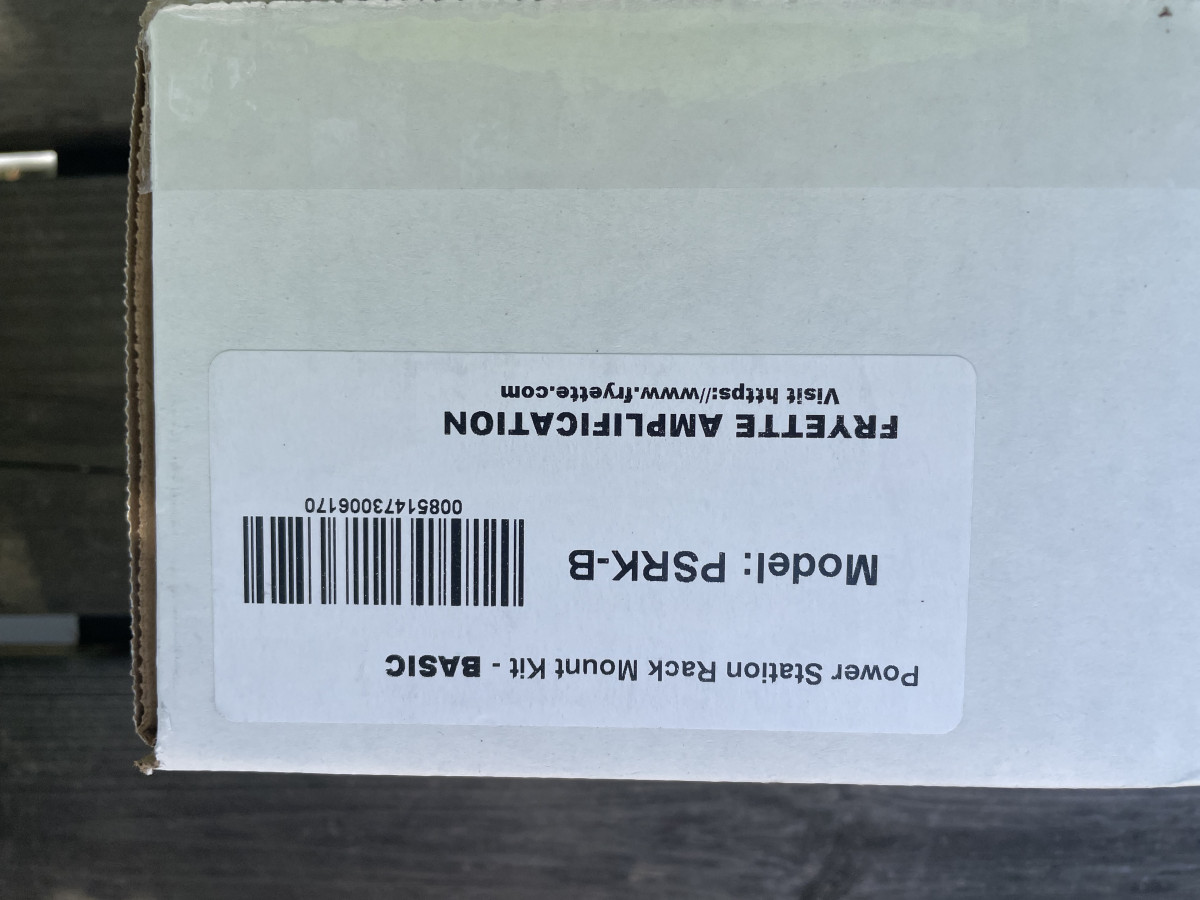 Power Station Rack Mount Kit - BASIC
Model: PSRK-B
00851473006170
FRYETTE AMPLIFICATION
Visit https://www.fryette.com